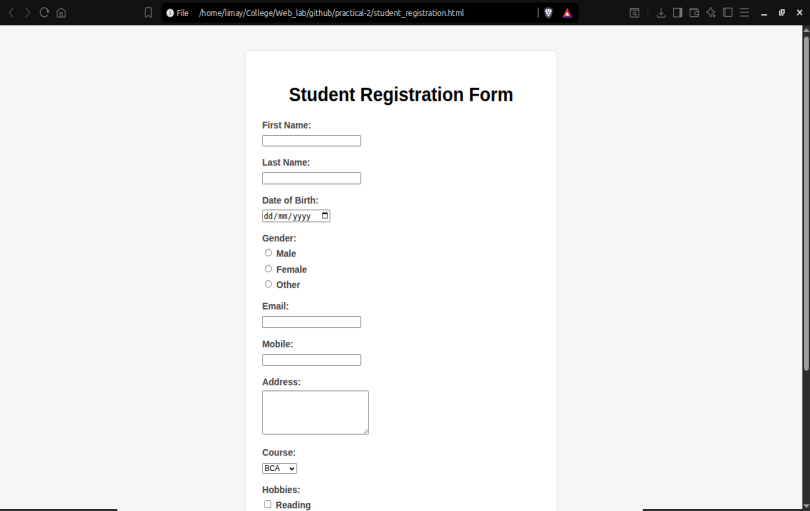 File /home/limay/College/Web_lab/github/practical-2/student_registration.html
Student Registration Form
First Name:
Last Name:
Date of Birth:
dd/mm/yyyy
Gender:
Male
Female
Other
Email:
Mobile:
Address:
Course:
BCA
Hobbies:
Reading